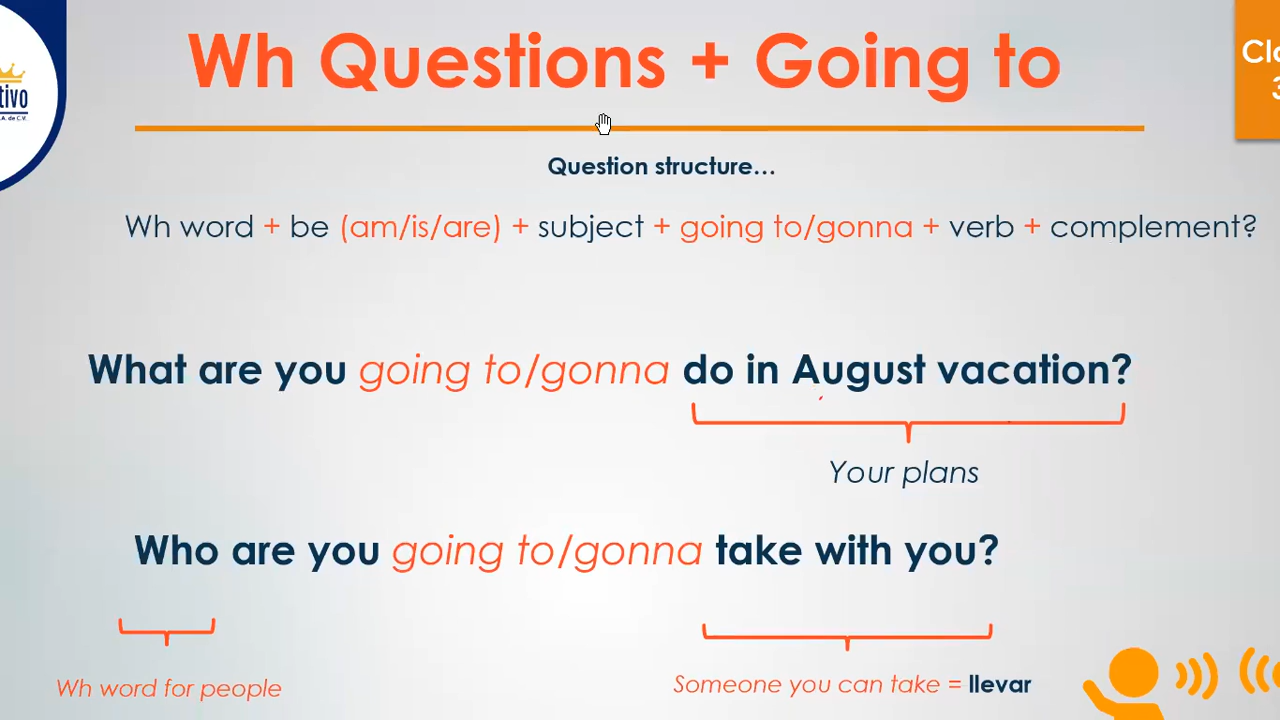 Wh Questions + Going to
Question structure…
Wh word + be (am/is/are) + subject + going to/gonna + verb + complement?
What are you going to/gonna do in August vacation?
Your plans
Who are you going to/gonna take with you?
Wh word for people
Someone you can take = llevar